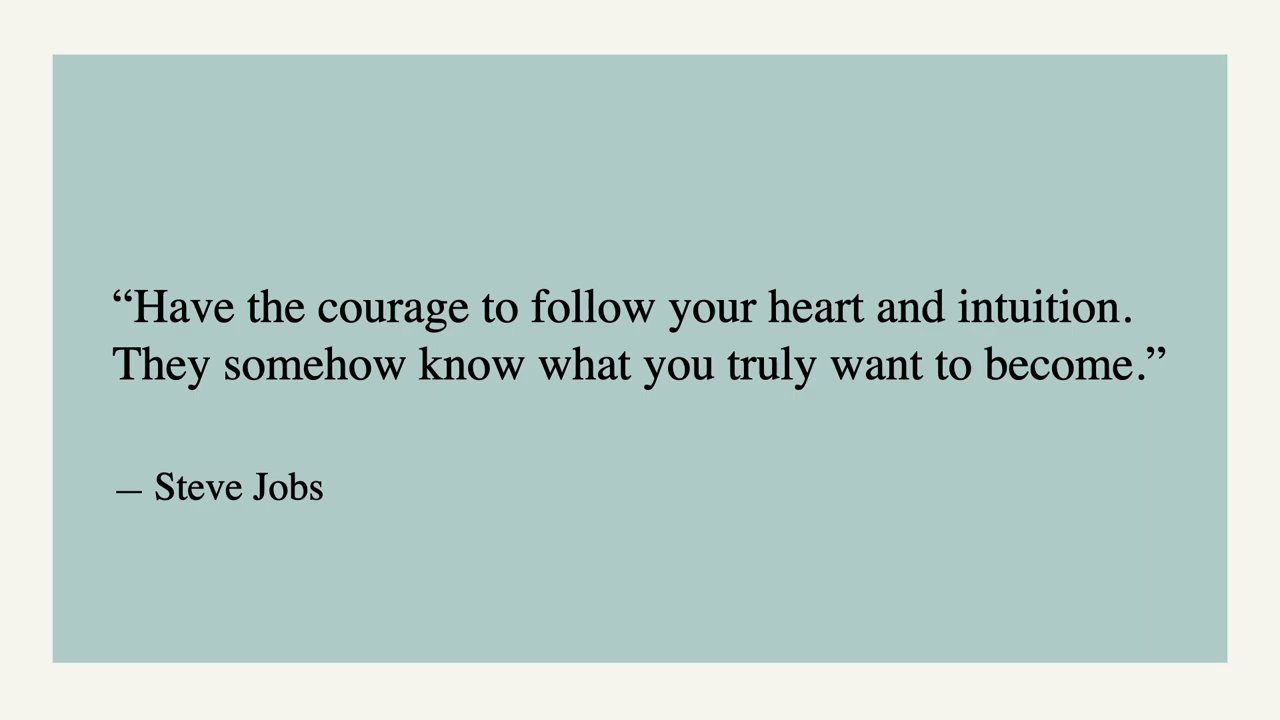 “Have the courage to follow your heart and intuition.
They somehow know what you truly want to become.”
— Steve Jobs